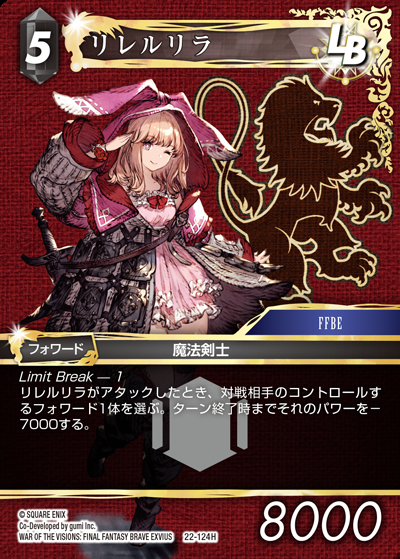 5
リレルリラ
LB
FFBE
フォワード
魔法剣士
Limit Break — 1
リレルリラがアタックしたとき、対戦相手のコントロールす
るフォワード1体を選ぶ。ターン終了時までそれのパワーを－
7000する。
© SQUARE ENIX
Co-Developed by gumi Inc.
WAR OF THE VISIONS: FINAL FANTASY BRAVE EXVIUS
22-124H
8000